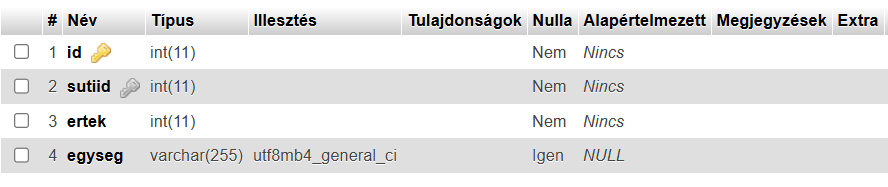 # Név Típus Illesztés Tulajdonságok Nulla Alapértelmezett Megjegyzések Extra
1 id int(11) Nem Nincs
2 sutiid int(11) Nem Nincs
3 ertek int(11) Nem Nincs
4 egyseg varchar(255) utf8mb4_general_ci Igen NULL